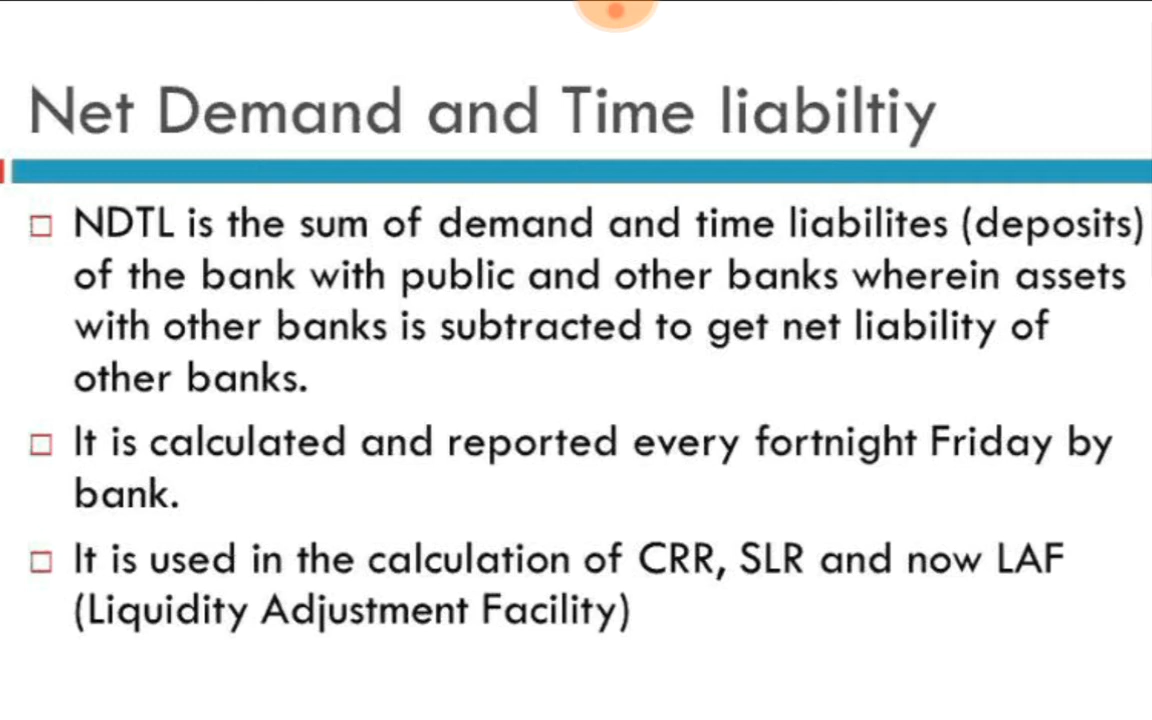 Net Demand and Time liabiltiy
NDTL is the sum of demand and time liabilites (deposits)
of the bank with public and other banks wherein assets
with other banks is subtracted to get net liability of
other banks.
It is calculated and reported every fortnight Friday by
bank.
It is used in the calculation of CRR, SLR and now LAF
(Liquidity Adjustment Facility)